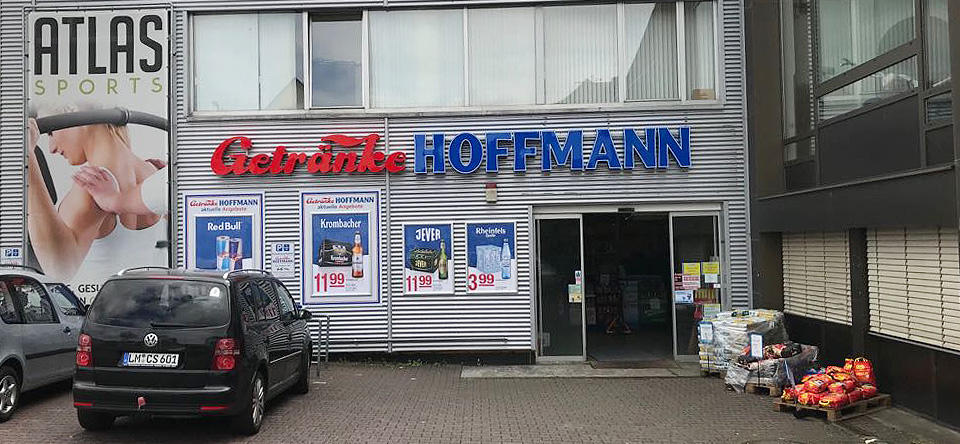 ATLAS
SPORTS
GESU
Getränke HOFFMANN
Getränke HOFFMANN
aktuelle Angebote
Red Bull
P
Getränke HOFFMANN
aktuelle Angebote
Krombacher
11 99
JEVER
11 99
Rheinfels
3 99
P
LM CS 601